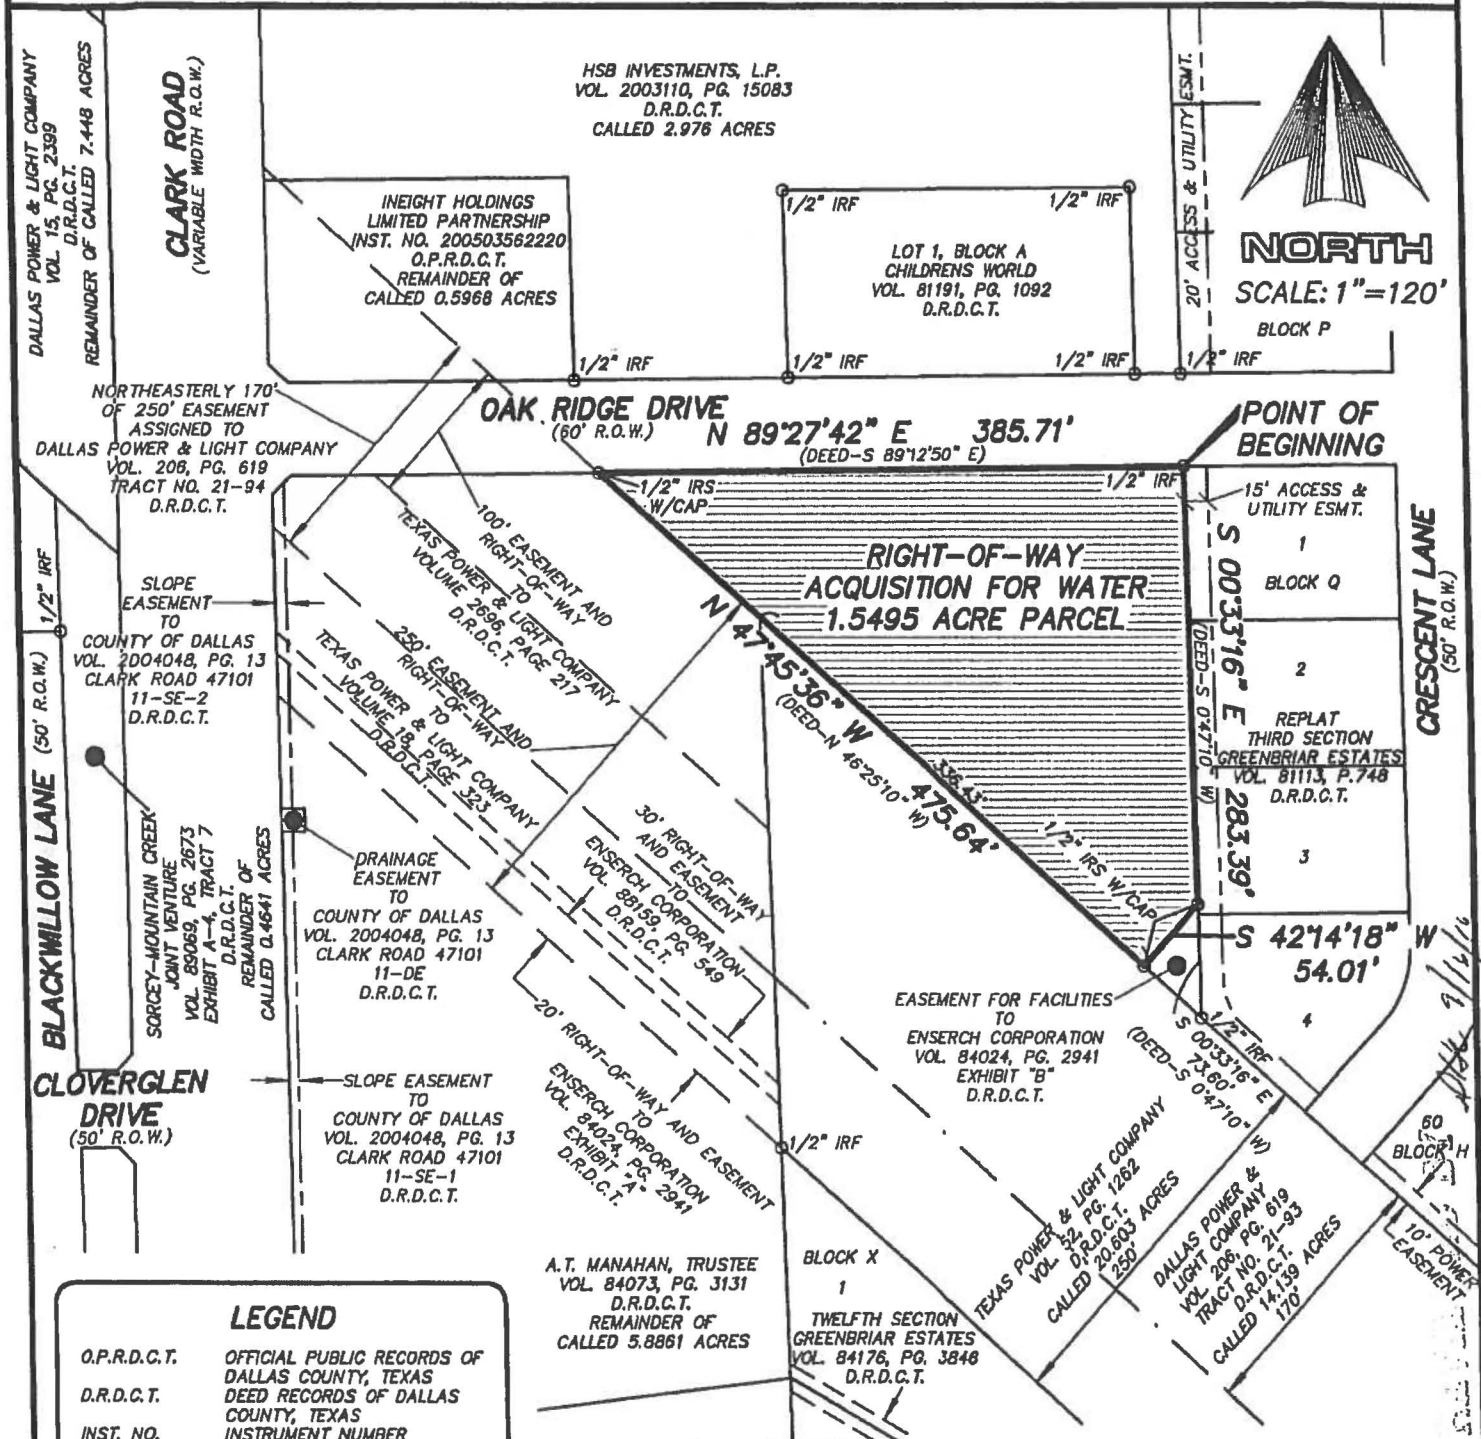 DALLAS POWER & LIGHT COMPANY
VOL. 15, PG. 2399
D.R.D.C.T.
REMAINDER OF CALLED 7.448 ACRES
CLARK ROAD
(VARIABLE WIDTH R.O.W.)
HSB INVESTMENTS, L.P.
VOL. 2003110, PG. 15083
D.R.D.C.T.
CALLED 2.976 ACRES
INEIGHT HOLDINGS
LIMITED PARTNERSHIP
INST. NO. 200503562220
O.P.R.D.C.T.
REMAINDER OF
CALLED 0.5968 ACRES
1/2" IRF
1/2" IRF
LOT 1, BLOCK A
CHILDRENS WORLD
VOL. 81191, PG. 1092
D.R.D.C.T.
20' ACCESS & UTILITY ESMT.
NORTH
SCALE: 1"=120'
BLOCK P
1/2" IRF
1/2" IRF
1/2" IRF
1/2" IRF
NORTHEASTERLY 170'
OF 250' EASEMENT
ASSIGNED TO
DALLAS POWER & LIGHT COMPANY
VOL. 206, PG. 619
TRACT NO. 21-94
D.R.D.C.T.
OAK RIDGE DRIVE
(60' R.O.W.)
N 89°27'42" E 385.71'
(DEED-S 89°12'50" E)
POINT OF
BEGINNING
1/2" IRS
W/CAP
1/2" IRF
15' ACCESS &
UTILITY ESMT.
1
BLOCK Q
CRESCENT LANE
(50' R.O.W.)
RIGHT-OF-WAY
ACQUISITION FOR WATER
1.5495 ACRE PARCEL
S 00°33'16" E 283.39'
(DEED-S 0°47'10" W)
2
REPLAT
THIRD SECTION
GREENBRIAR ESTATES
VOL. 81113, P.748
D.R.D.C.T.
3
100' EASEMENT AND
RIGHT-OF-WAY
TO
TEXAS POWER & LIGHT COMPANY
VOLUME 2696, PAGE 217
D.R.D.C.T.
N 47°45'36" W 475.64'
(DEED-N 46°25'10" W)
336.43'
1/2" IRS W/CAP
250' EASEMENT AND
RIGHT-OF-WAY
TO
TEXAS POWER & LIGHT COMPANY
VOLUME 18, PAGE 323
D.R.D.C.T.
1/2" IRF
SLOPE
EASEMENT
TO
COUNTY OF DALLAS
VOL. 2004048, PG. 13
CLARK ROAD 47101
11-SE-2
D.R.D.C.T.
BLACKWILLOW LANE (50' R.O.W.)
SORCEY-MOUNTAIN CREEK
JOINT VENTURE
VOL. 89069, PG. 2673
EXHIBIT A-4, TRACT 7
D.R.D.C.T.
REMAINDER OF
CALLED 0.4641 ACRES
DRAINAGE
EASEMENT
TO
COUNTY OF DALLAS
VOL. 2004048, PG. 13
CLARK ROAD 47101
11-DE
D.R.D.C.T.
30' RIGHT-OF-WAY
AND EASEMENT
TO
ENSERCH CORPORATION
VOL. 88159, PG. 549
D.R.D.C.T.
S 42°14'18" W
54.01'
4
EASEMENT FOR FACILITIES
TO
ENSERCH CORPORATION
VOL. 84024, PG. 2941
EXHIBIT "B"
D.R.D.C.T.
1/2" IRF
S 00°33'16" E
73.60'
(DEED-S 0°47'10" W)
9/16/16
CLOVERGLEN
DRIVE
(50' R.O.W.)
SLOPE EASEMENT
TO
COUNTY OF DALLAS
VOL. 2004048, PG. 13
CLARK ROAD 47101
11-SE-1
D.R.D.C.T.
20' RIGHT-OF-WAY AND EASEMENT
TO
ENSERCH CORPORATION
VOL. 84024, PG. 2941
EXHIBIT "A"
D.R.D.C.T.
1/2" IRF
60
BLOCK H
TEXAS POWER & LIGHT COMPANY
VOL. 52, PG. 1262
D.R.D.C.T.
CALLED 20.603 ACRES
250'
DALLAS POWER &
LIGHT COMPANY
VOL. 206, PG. 619
TRACT NO. 21-93
D.R.D.C.T.
CALLED 14.139 ACRES
170'
10' POWER
EASEMENT
A.T. MANAHAN, TRUSTEE
VOL. 84073, PG. 3131
D.R.D.C.T.
REMAINDER OF
CALLED 5.8861 ACRES
BLOCK X
1
TWELFTH SECTION
GREENBRIAR ESTATES
VOL. 84176, PG. 3848
D.R.D.C.T.
LEGEND
O.P.R.D.C.T. OFFICIAL PUBLIC RECORDS OF
DALLAS COUNTY, TEXAS
D.R.D.C.T. DEED RECORDS OF DALLAS
COUNTY, TEXAS
INST. NO. INSTRUMENT NUMBER